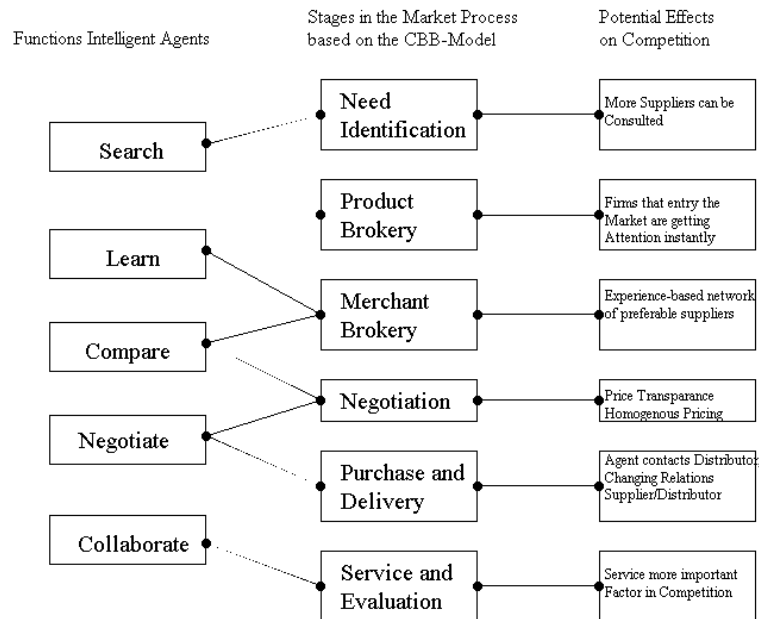 Functions Intelligent Agents
Stages in the Market Process
based on the CBB-Model
Potential Effects
on Competition
Search
Learn
Compare
Negotiate
Collaborate
Need
Identification
Product
Brokery
Merchant
Brokery
Negotiation
Purchase and
Delivery
Service and
Evaluation
More Suppliers can be
Consulted
Firms that entry the
Market are getting
Attention instantly
Experience-based network
of preferable suppliers
Price Transparance
Homogenous Pricing
Agent contacts Distributor
Changing Relations
Supplier/Distributor
Service more important
Factor in Competition